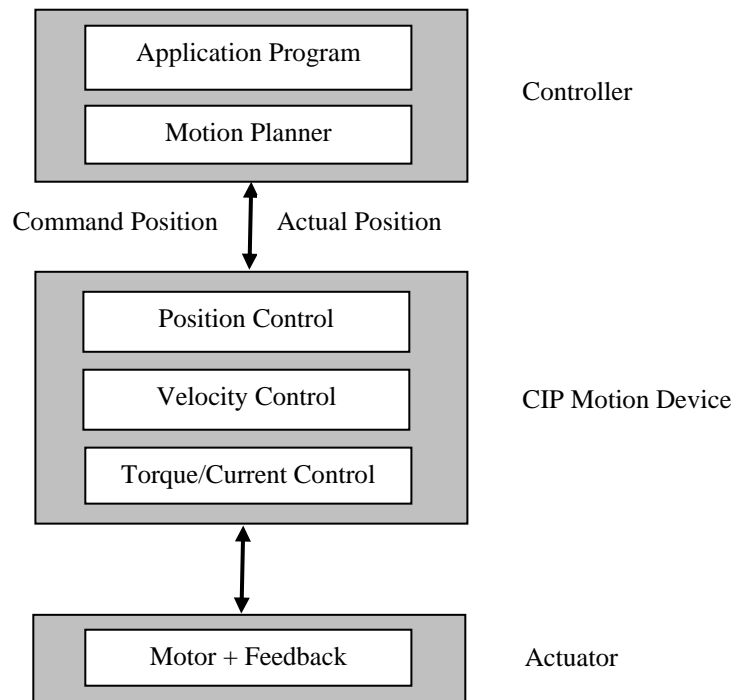 Application Program
Controller
Motion Planner
Command Position
Actual Position
Position Control
Velocity Control
CIP Motion Device
Torque/Current Control
Motor + Feedback
Actuator